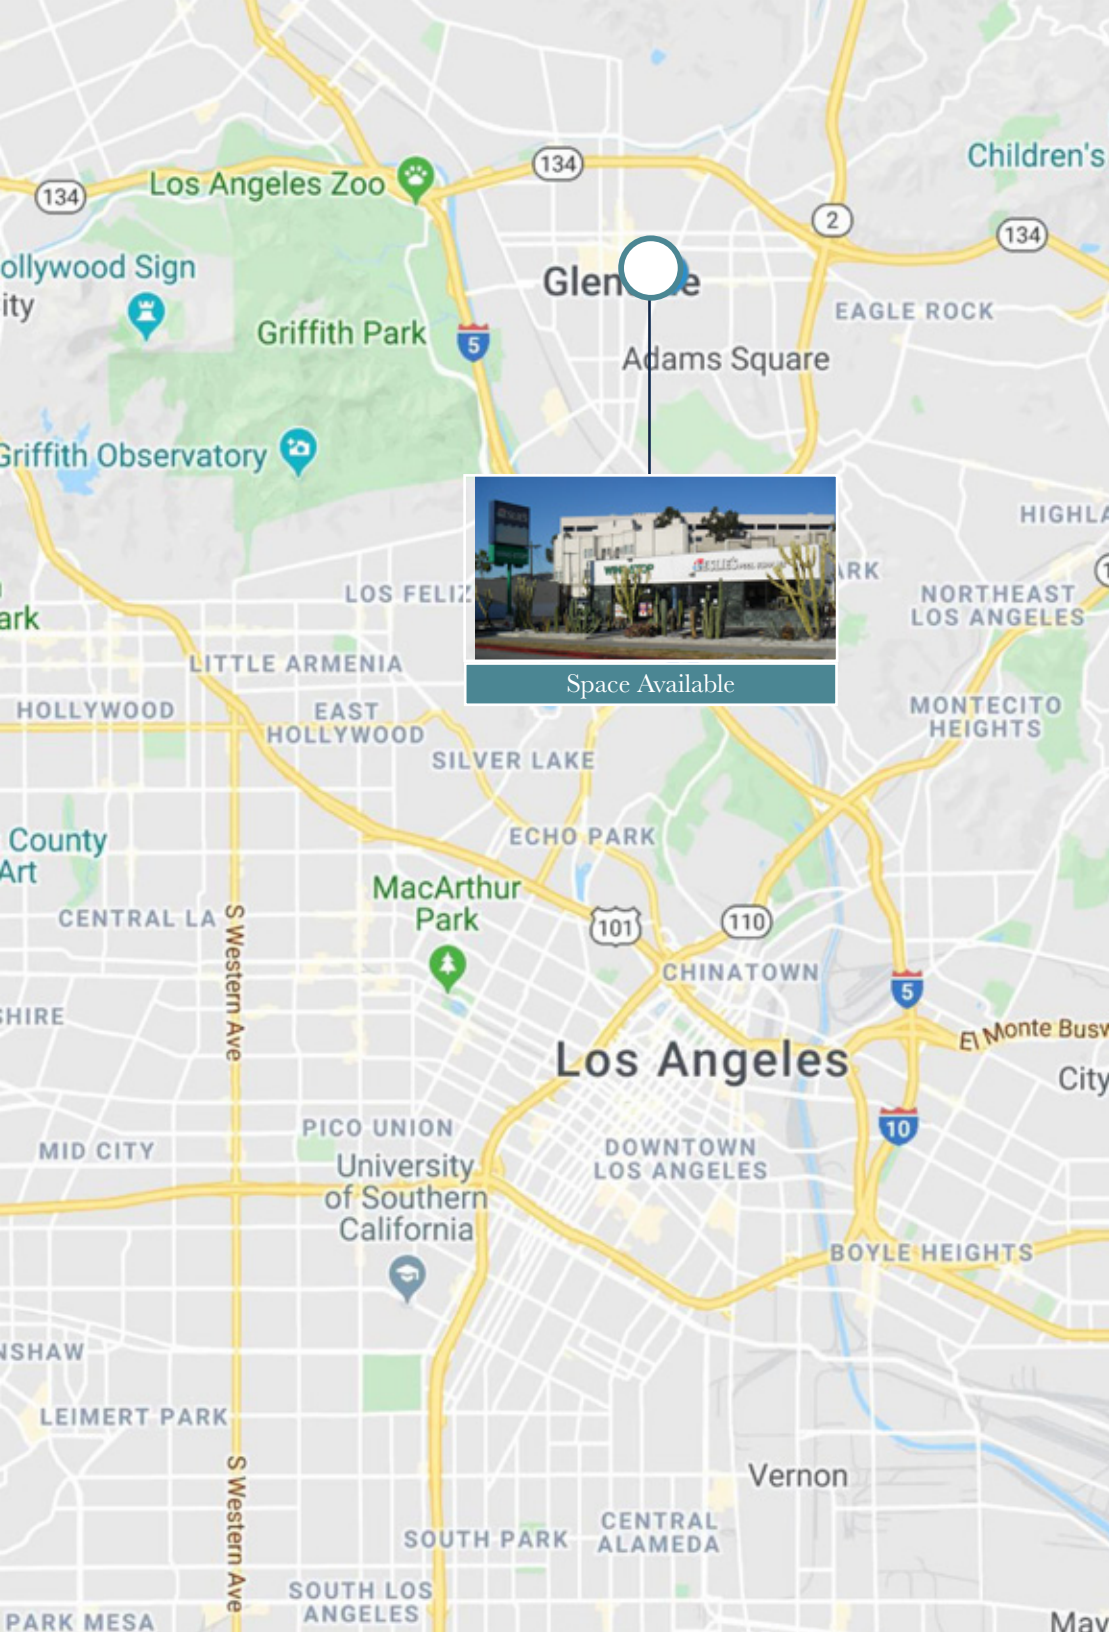 134
Los Angeles Zoo
134
2
Children's
134
ollywood Sign
ity
Glen
e
EAGLE ROCK
Griffith Park
5
Adams Square
Griffith Observatory
HIGHLA
LESLIE'S
WINGSTOP
ARK
1
LOS FELIZ
NORTHEAST
LOS ANGELES
ark
LITTLE ARMENIA
Space Available
HOLLYWOOD
EAST
HOLLYWOOD
MONTECITO
HEIGHTS
SILVER LAKE
County
Art
ECHO PARK
MacArthur
Park
CENTRAL LA
S Western Ave
101
110
CHINATOWN
5
SHIRE
El Monte Busw
Los Angeles
City
PICO UNION
10
MID CITY
DOWNTOWN
LOS ANGELES
University
of Southern
California
BOYLE HEIGHTS
NSHAW
LEIMERT PARK
S Western Ave
Vernon
SOUTH PARK
CENTRAL
ALAMEDA
SOUTH LOS
ANGELES
PARK MESA
May